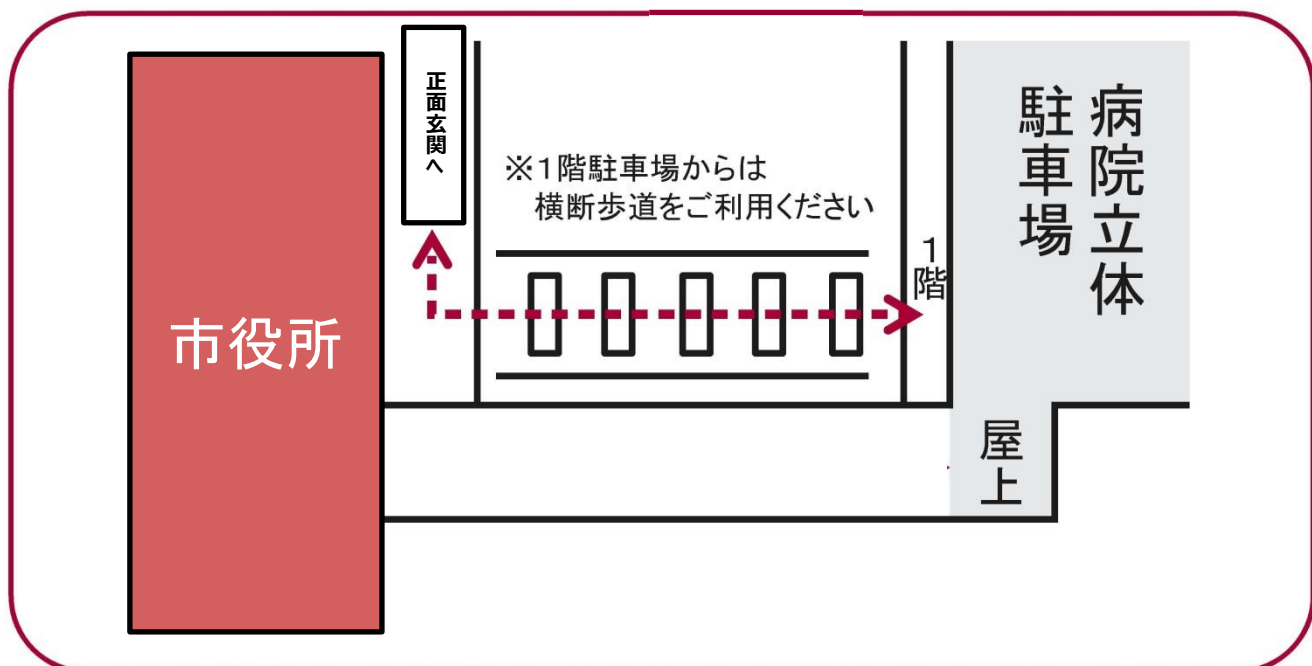 正面玄関へ
※1階駐車場からは
横断歩道をご利用ください
市役所
1階
病院立体
駐車場
屋上